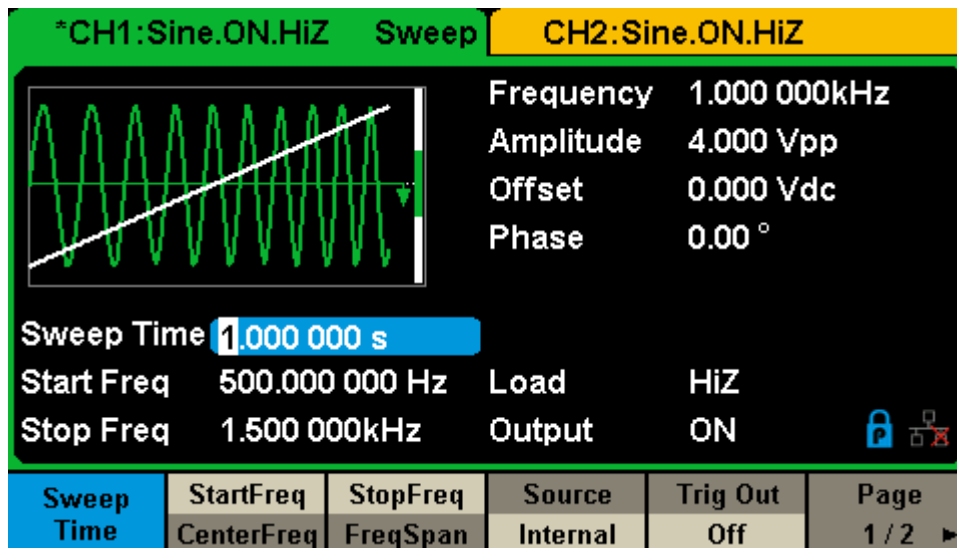 *CH1:Sine.ON.HiZ Sweep CH2:Sine.ON.HiZ
Frequency 1.000 000kHz
Amplitude 4.000 Vpp
Offset 0.000 Vdc
Phase 0.00 °
Sweep Time 1.000 000 s
Start Freq 500.000 000 Hz Load HiZ
Stop Freq 1.500 000kHz Output ON P
Sweep StartFreq StopFreq Source Trig Out Page
Time CenterFreq FreqSpan Internal Off 1 / 2 ►